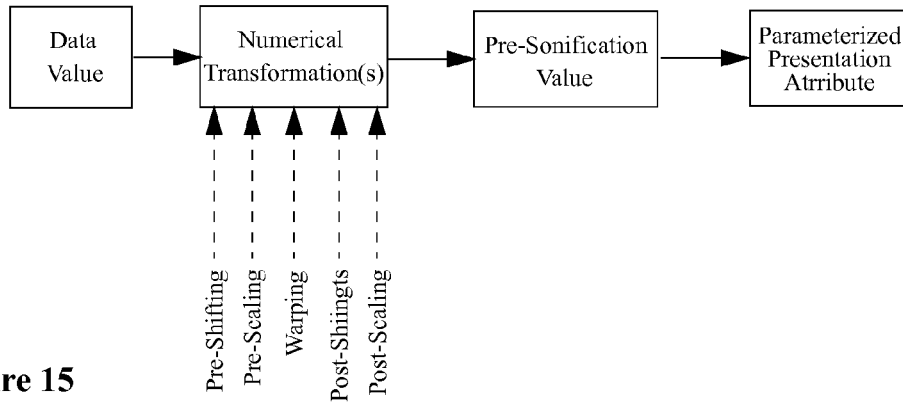 Data
Value
Numerical
Transformation(s)
Pre-Sonification
Value
Parameterized
Presentation
Atrribute
Pre-Shifting
Pre-Scaling
Warping
Post-Shiingts
Post-Scaling
re 15